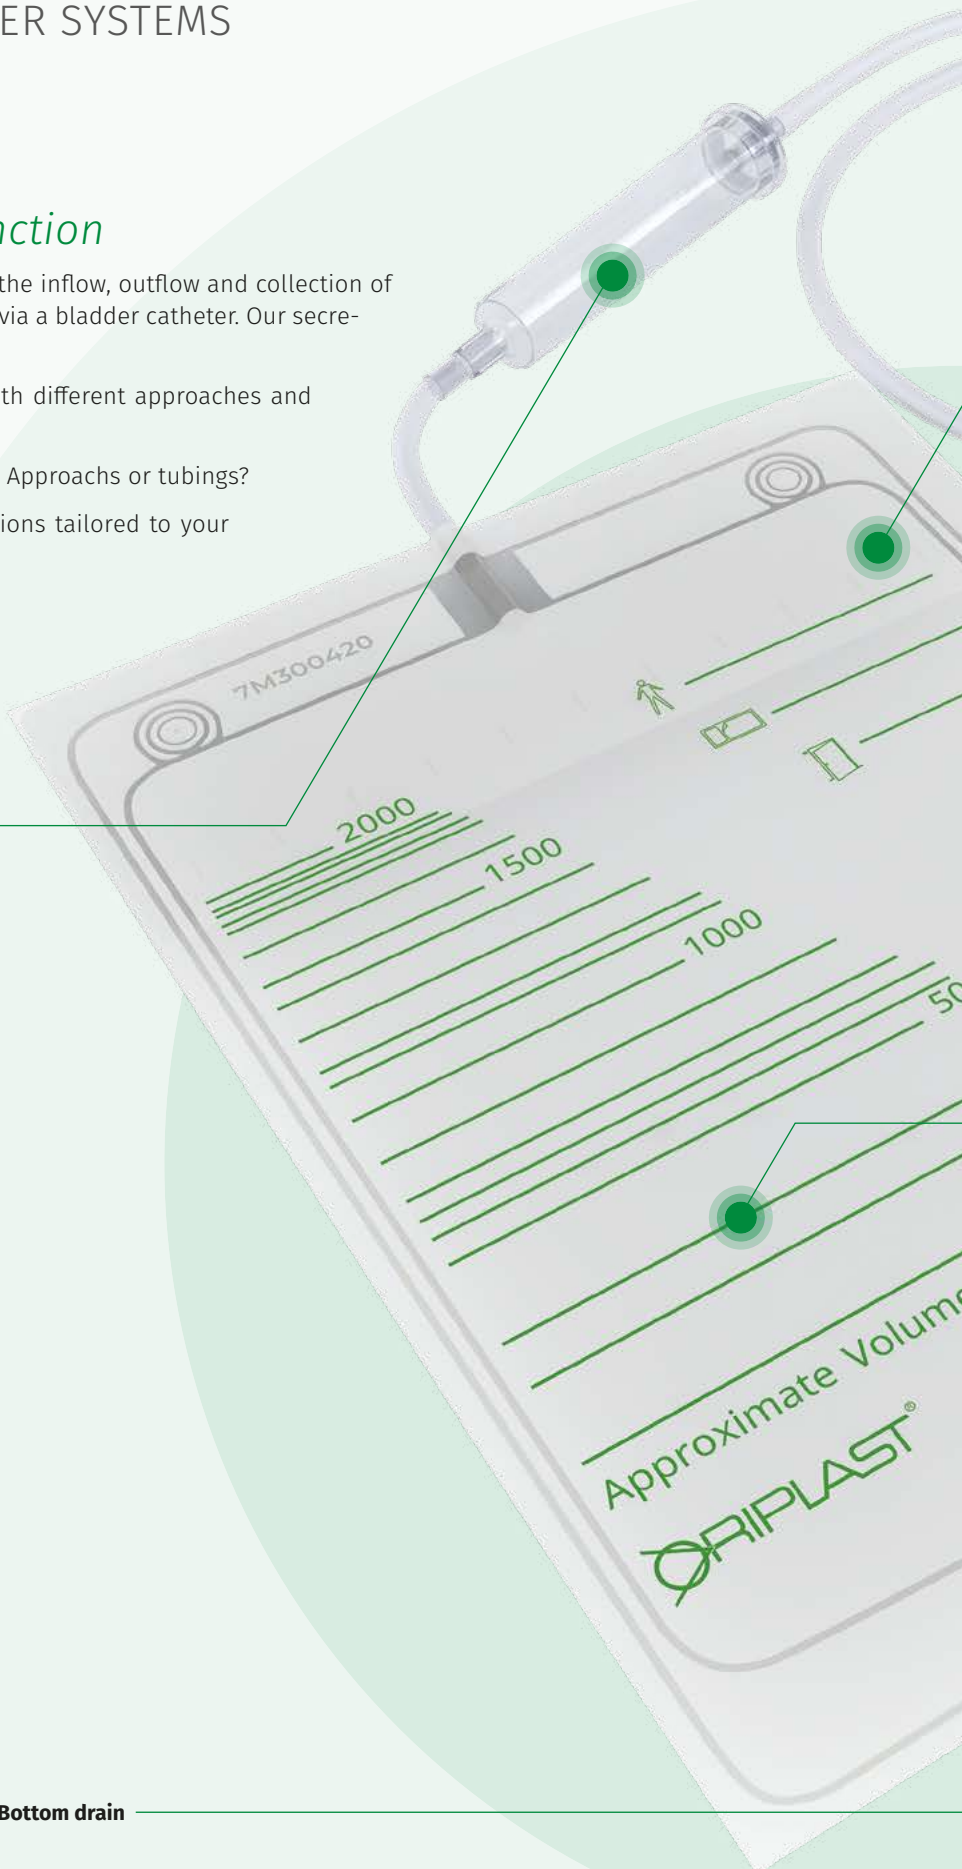 ER SYSTEMS
nction
the inflow, outflow and collection of
via a bladder catheter. Our secre-
th different approaches and
Approachs or tubings?
ions tailored to your
7M300420
2000
1500
1000
50
Approximate Volume
ORIPLAST®
Bottom drain